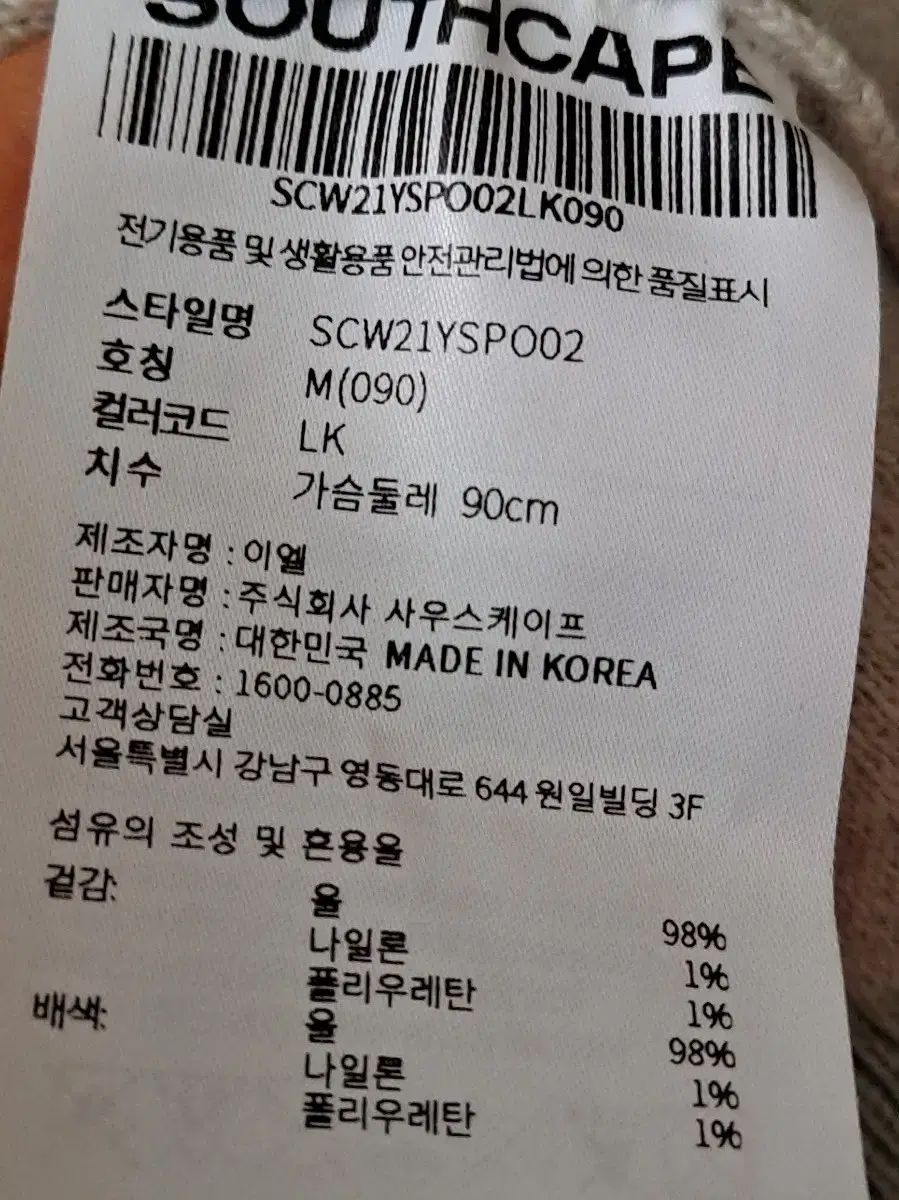 SOUTHCAPE
SCW21YSPO02LK090
전기용품 및 생활용품 안전관리법에 의한 품질표시
스타일명 SCW21YSPO02
호칭 M(090)
컬러코드 LK
치수 가슴둘레 90cm
제조자명 : 이엘
판매자명 : 주식회사 사우스케이프
제조국명 : 대한민국 MADE IN KOREA
전화번호 : 1600-0885
고객상담실
서울특별시 강남구 영동대로 644 원일빌딩 3F
섬유의 조성 및 혼용율
겉감: 울 98%
나일론 1%
폴리우레탄 1%
배색: 울 98%
나일론 1%
폴리우레탄 1%